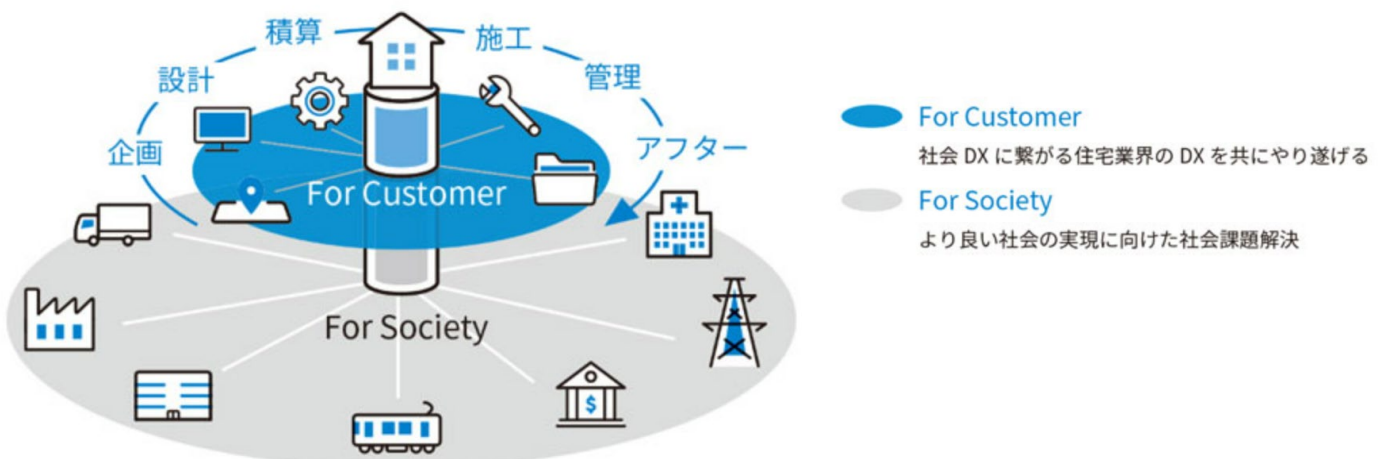 企画
設計
積算
施工
管理
アフター
For Customer
For Society
$
For Customer
社会 DX に繋がる住宅業界の DX を共にやり遂げる
For Society
より良い社会の実現に向けた社会課題解決